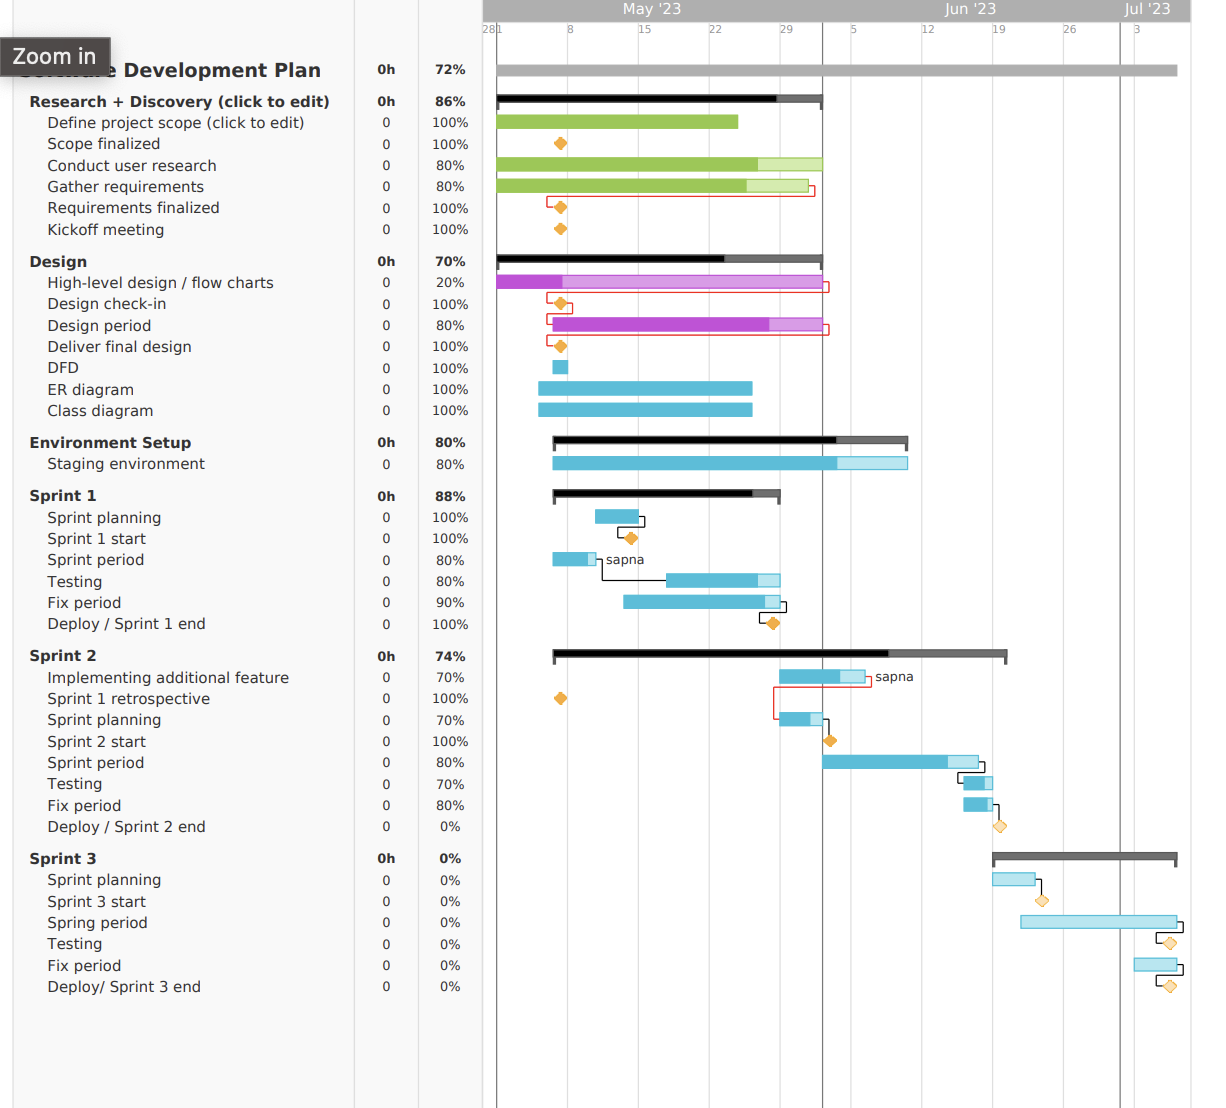 May '23 Jun '23 Jul '23
28 1 8 15 22 29 5 12 19 26 3
Zoom in
Development Plan 0h 72%
Research + Discovery (click to edit) 0h 86%
Define project scope (click to edit) 0 100%
Scope finalized 0 100%
Conduct user research 0 80%
Gather requirements 0 80%
Requirements finalized 0 100%
Kickoff meeting 0 100%
Design 0h 70%
High-level design / flow charts 0 20%
Design check-in 0 100%
Design period 0 80%
Deliver final design 0 100%
DFD 0 100%
ER diagram 0 100%
Class diagram 0 100%
Environment Setup 0h 80%
Staging environment 0 80%
Sprint 1 0h 88%
Sprint planning 0 100%
Sprint 1 start 0 100%
Sprint period 0 80% sapna
Testing 0 80%
Fix period 0 90%
Deploy / Sprint 1 end 0 100%
Sprint 2 0h 74%
Implementing additional feature 0 70% sapna
Sprint 1 retrospective 0 100%
Sprint planning 0 70%
Sprint 2 start 0 100%
Sprint period 0 80%
Testing 0 70%
Fix period 0 80%
Deploy / Sprint 2 end 0 0%
Sprint 3 0h 0%
Sprint planning 0 0%
Sprint 3 start 0 0%
Spring period 0 0%
Testing 0 0%
Fix period 0 0%
Deploy/ Sprint 3 end 0 0%